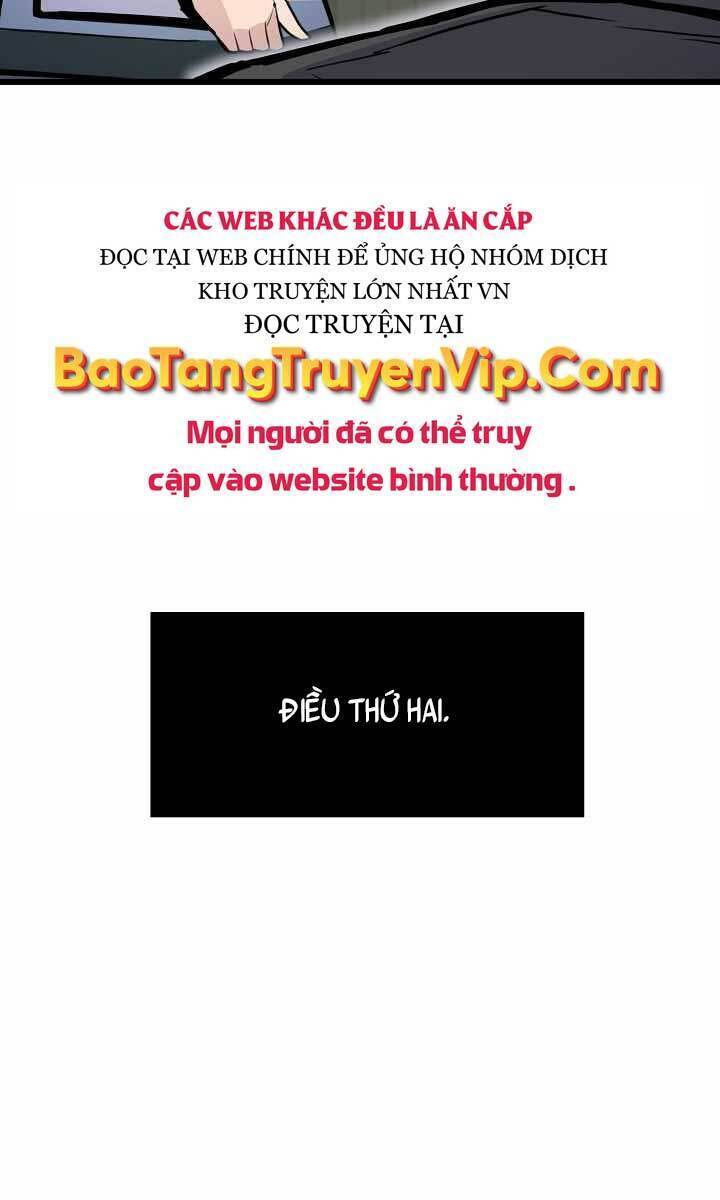 CÁC WEB KHÁC ĐỀU LÀ ĂN CẮP
ĐỌC TẠI WEB CHÍNH ĐỂ ỦNG HỘ NHÓM DỊCH
KHO TRUYỆN LỚN NHẤT VN
ĐỌC TRUYỆN TẠI
BaoTangTruyenVip.Com
Mọi người đã có thể truy
cập vào website bình thường.
ĐIỀU THỨ HAI.